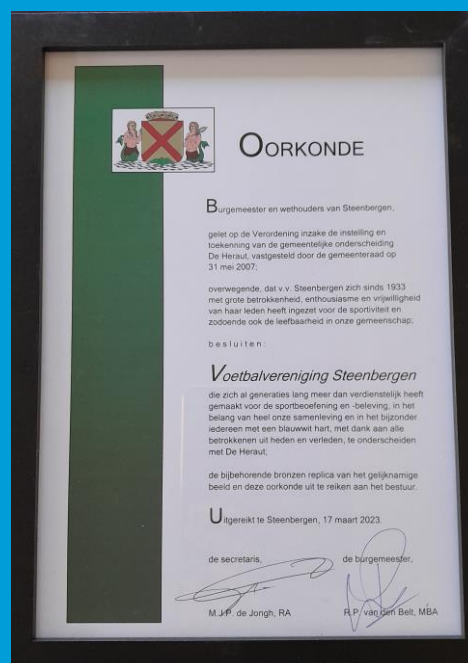 OORKONDE
Burgemeester en wethouders van Steenbergen,
gelet op de Verordening inzake de instelling en
toekenning van de gemeentelijke onderscheiding
De Heraut, vastgesteld door de gemeenteraad op
31 mei 2007;
overwegende, dat v.v. Steenbergen zich sinds 1933
met grote betrokkenheid, enthousiasme en vrijwilligheid
van haar leden heeft ingezet voor de sportiviteit en
zodoende ook de leefbaarheid in onze gemeenschap;
besluiten:
Voetbalvereniging Steenbergen
die zich al generaties lang meer dan verdienstelijk heeft
gemaakt voor de sportbeoefening en -beleving, in het
belang van heel onze samenleving en in het bijzonder
iedereen met een blauwwit hart, met dank aan alle
betrokkenen uit heden en verleden, te onderscheiden
met De Heraut;
de bijbehorende bronzen replica van het gelijknamige
beeld en deze oorkonde uit te reiken aan het bestuur.
Uitgereikt te Steenbergen, 17 maart 2023.
de secretaris, de burgemeester,
M.J.P. de Jongh, RA R.P. van den Belt, MBA